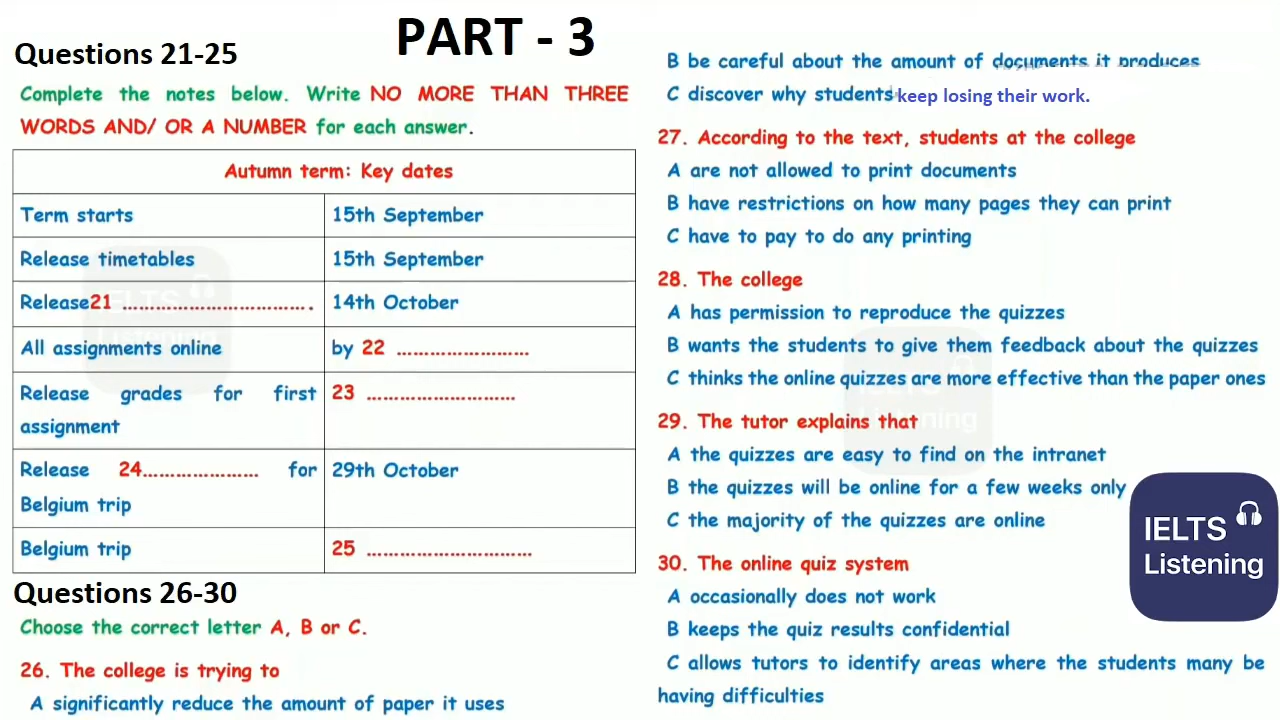 PART - 3
Questions 21-25
Complete the notes below. Write NO MORE THAN THREE
WORDS AND/ OR A NUMBER for each answer.
Autumn term: Key dates
Term starts 15th September
Release timetables 15th September
Release21 ……………………………. 14th October
All assignments online by 22 ……………………
Release grades for first 23 ……………………
assignment
Release 24………………… for 29th October
Belgium trip
Belgium trip 25 ………………………
Questions 26-30
Choose the correct letter A, B or C.
26. The college is trying to
A significantly reduce the amount of paper it uses
B be careful about the amount of documents it produces
C discover why students keep losing their work.
27. According to the text, students at the college
A are not allowed to print documents
B have restrictions on how many pages they can print
C have to pay to do any printing
28. The college
A has permission to reproduce the quizzes
B wants the students to give them feedback about the quizzes
C thinks the online quizzes are more effective than the paper ones
29. The tutor explains that
A the quizzes are easy to find on the intranet
B the quizzes will be online for a few weeks only
C the majority of the quizzes are online
30. The online quiz system
A occasionally does not work
B keeps the quiz results confidential
C allows tutors to identify areas where the students many be
having difficulties
IELTS
Listening
IELTS
Listening
IELTS
Listening